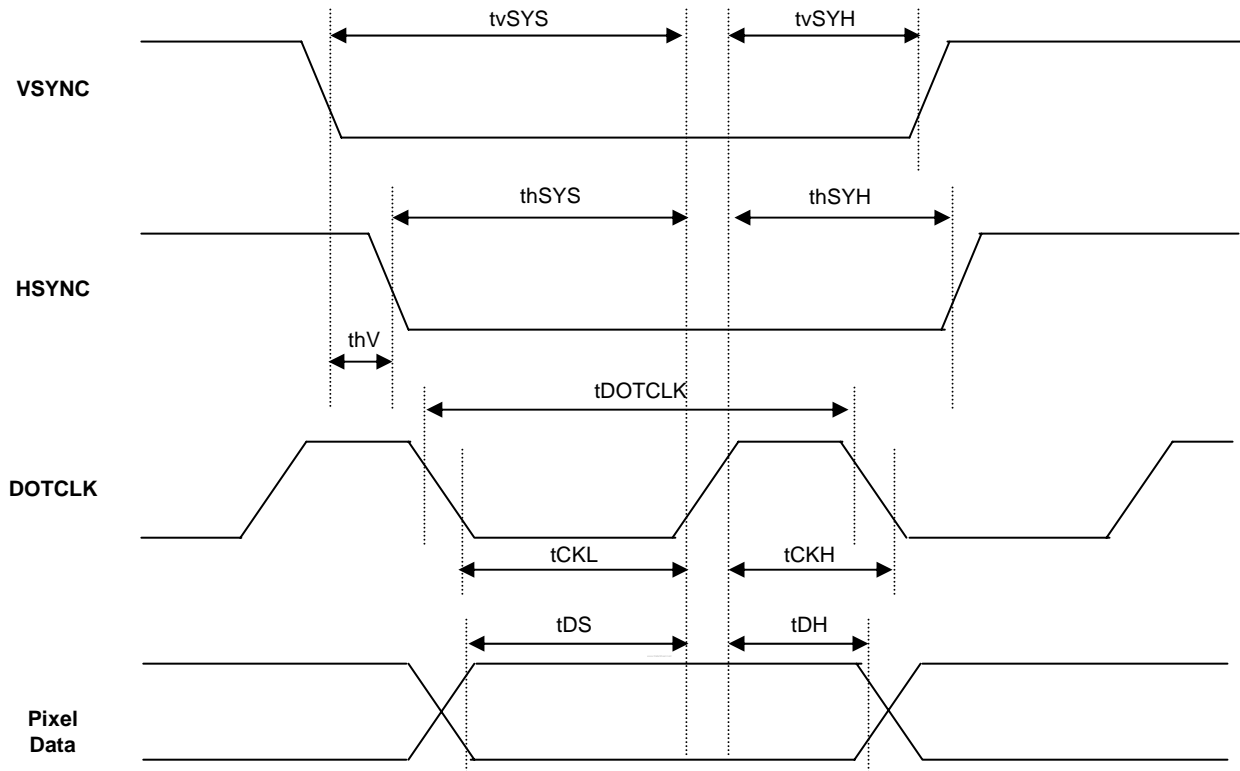 tvSYS
tvSYH
VSYNC
thSYS
thSYH
HSYNC
thV
tDOTCLK
DOTCLK
tCKL
tCKH
tDS
tDH
Pixel
Data